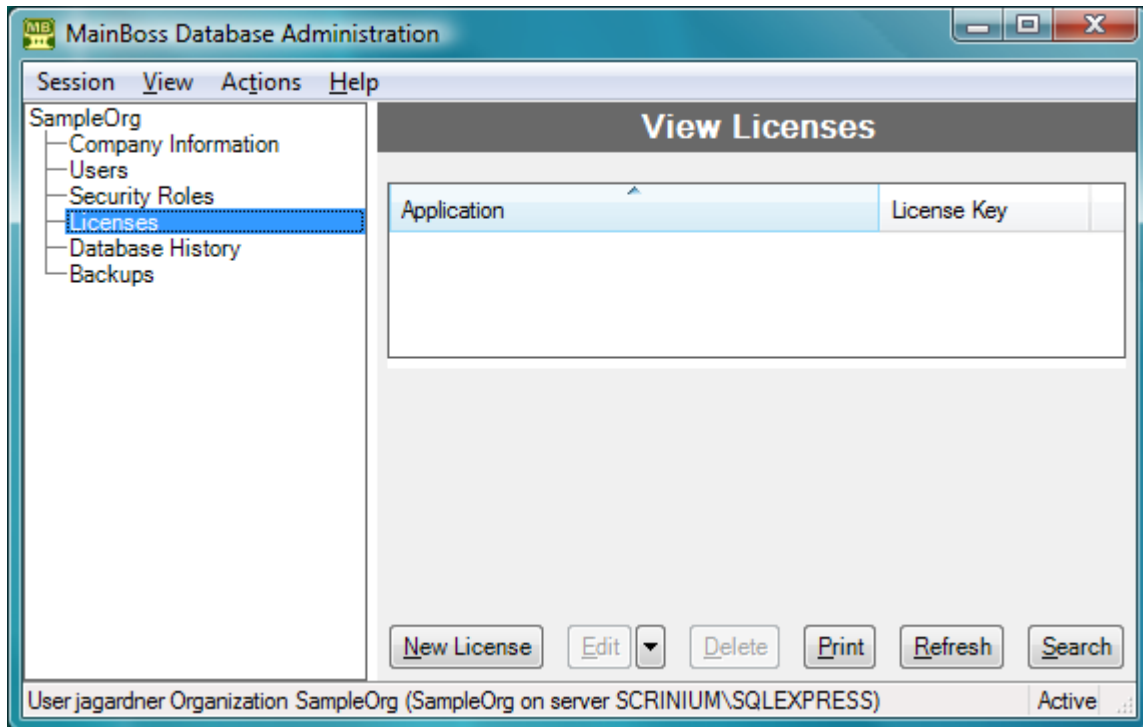 MB
MainBoss Database Administration
Session View Actions Help
SampleOrg
Company Information
Users
Security Roles
Licenses
Database History
Backups
View Licenses
Application License Key
New License Edit Delete Print Refresh Search
User jagardner Organization SampleOrg (SampleOrg on server SCRINIUM\SQLEXPRESS) Active